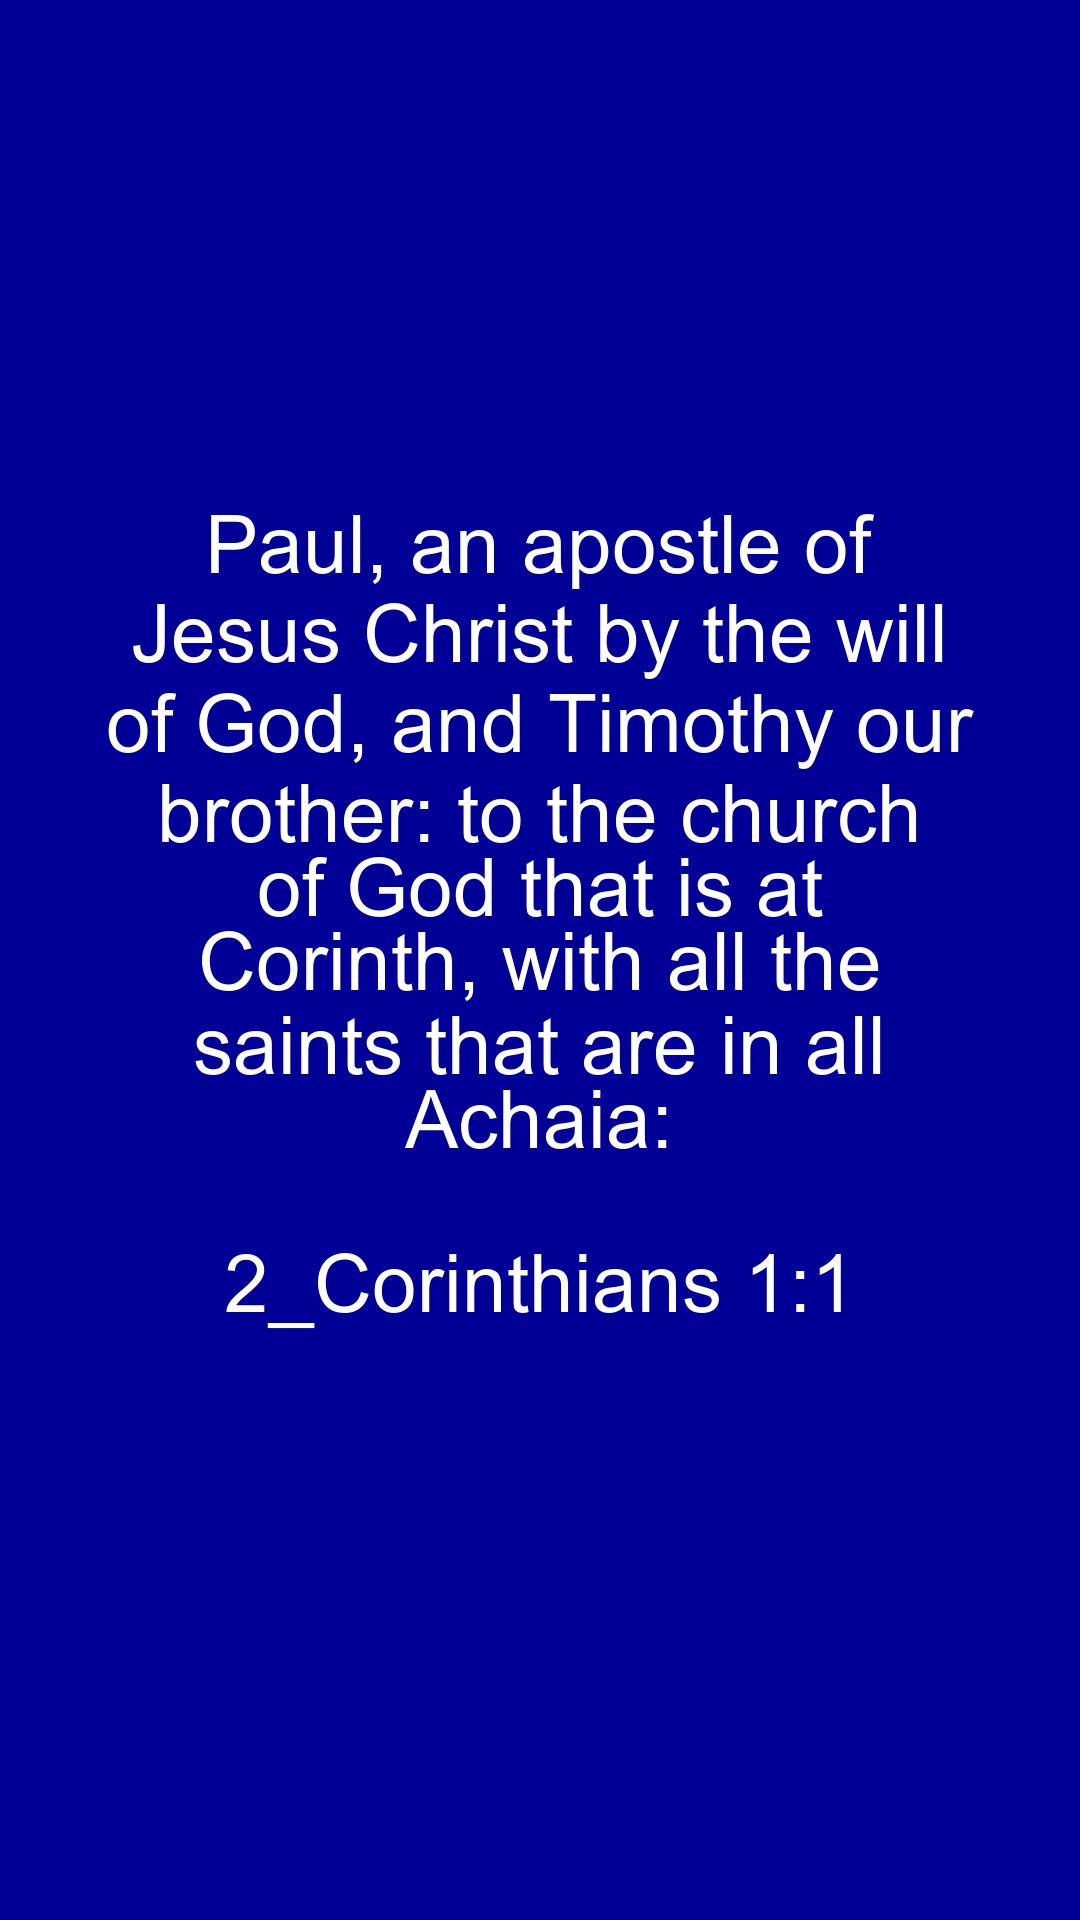 Paul, an apostle of
Jesus Christ by the will
of God, and Timothy our
brother: to the church
of God that is at
Corinth, with all the
saints that are in all
Achaia:
2_Corinthians 1:1